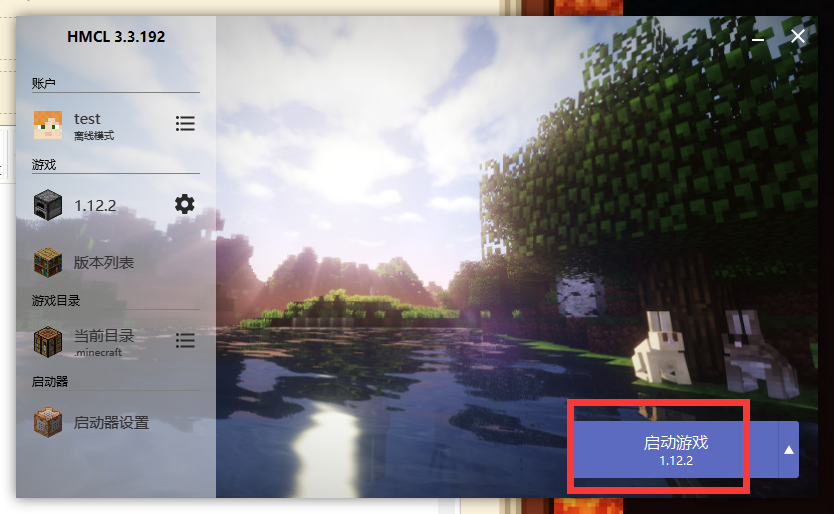 HMCL 3.3.192
账户
test
离线模式
游戏
1.12.2
版本列表
游戏目录
当前目录
.minecraft
启动器
启动器设置
启动游戏
1.12.2